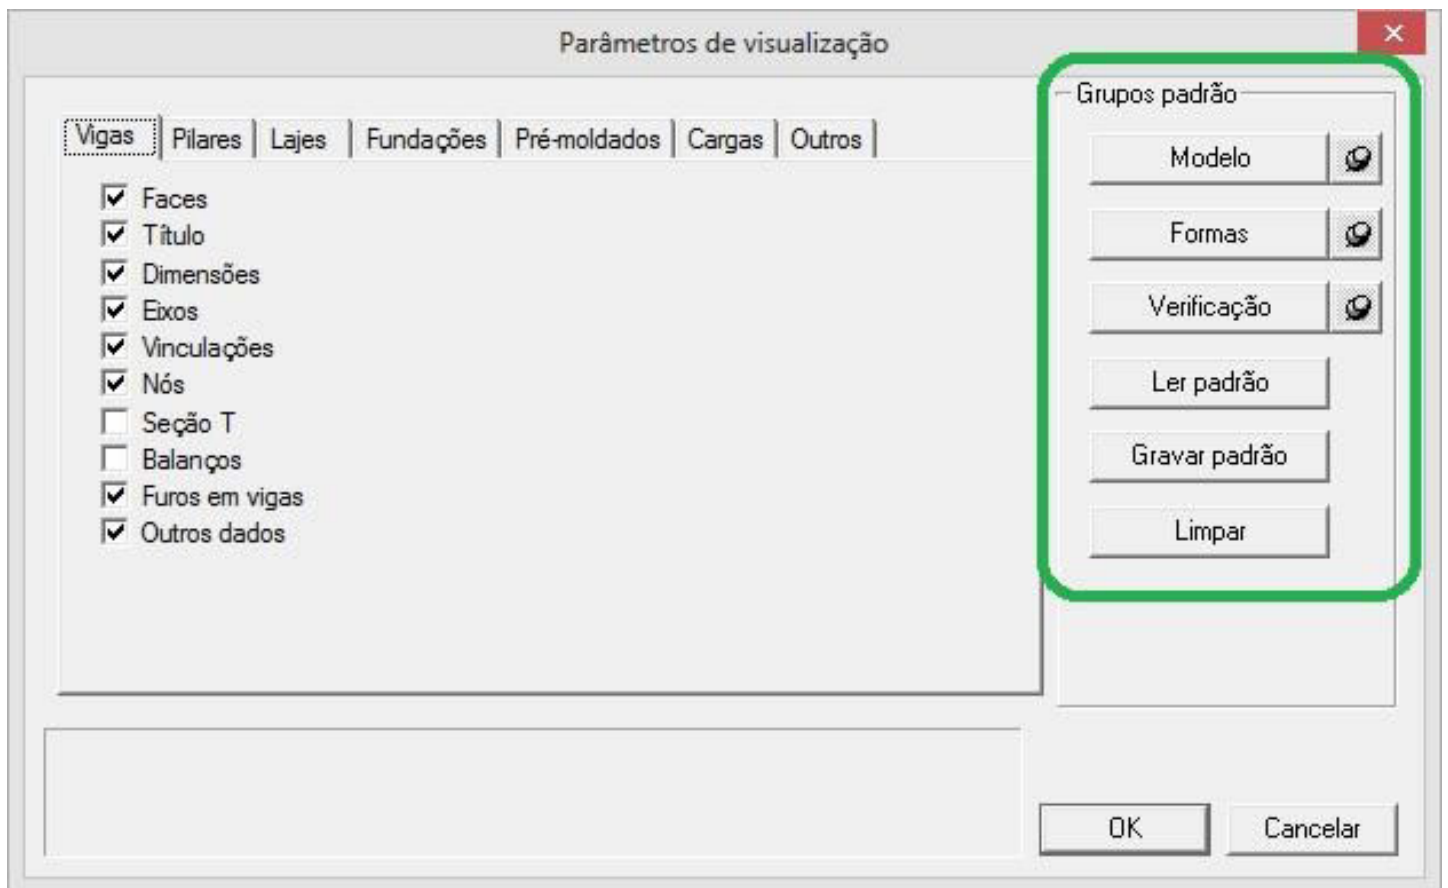 Parâmetros de visualização
Vigas Pilares Lajes Fundações Pré-moldados Cargas Outros
Faces
Título
Dimensões
Eixos
Vinculações
Nós
Seção T
Balanços
Furos em vigas
Outros dados
Grupos padrão
Modelo
Formas
Verificação
Ler padrão
Gravar padrão
Limpar
OK Cancelar